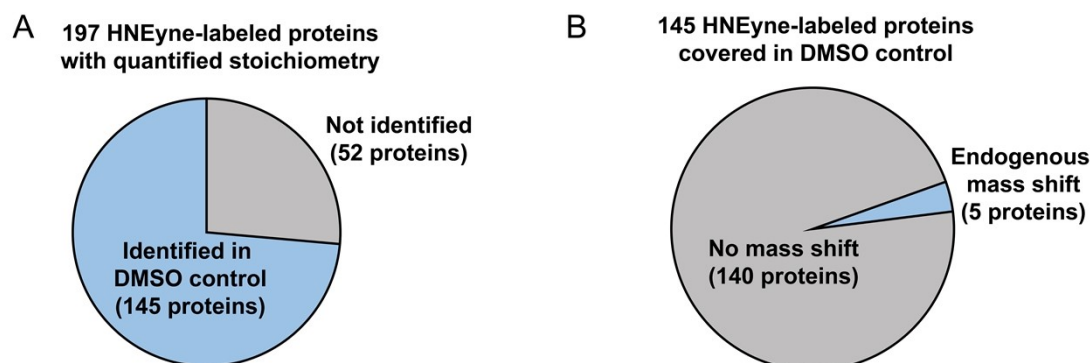 A
197 HNEyne-labeled proteins
with quantified stoichiometry
Not identified
(52 proteins)
Identified in
DMSO control
(145 proteins)
B
145 HNEyne-labeled proteins
covered in DMSO control
Endogenous
mass shift
(5 proteins)
No mass shift
(140 proteins)